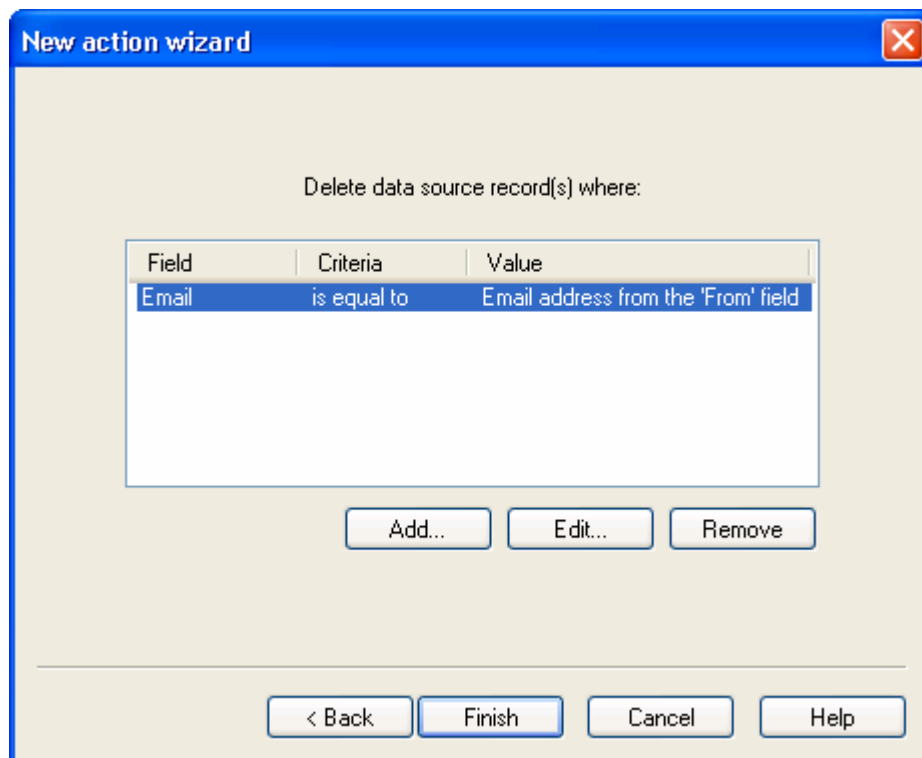 New action wizard
Delete data source record(s) where:
Field Criteria Value
Email is equal to Email address from the 'From' field
Add... Edit... Remove
< Back Finish Cancel Help